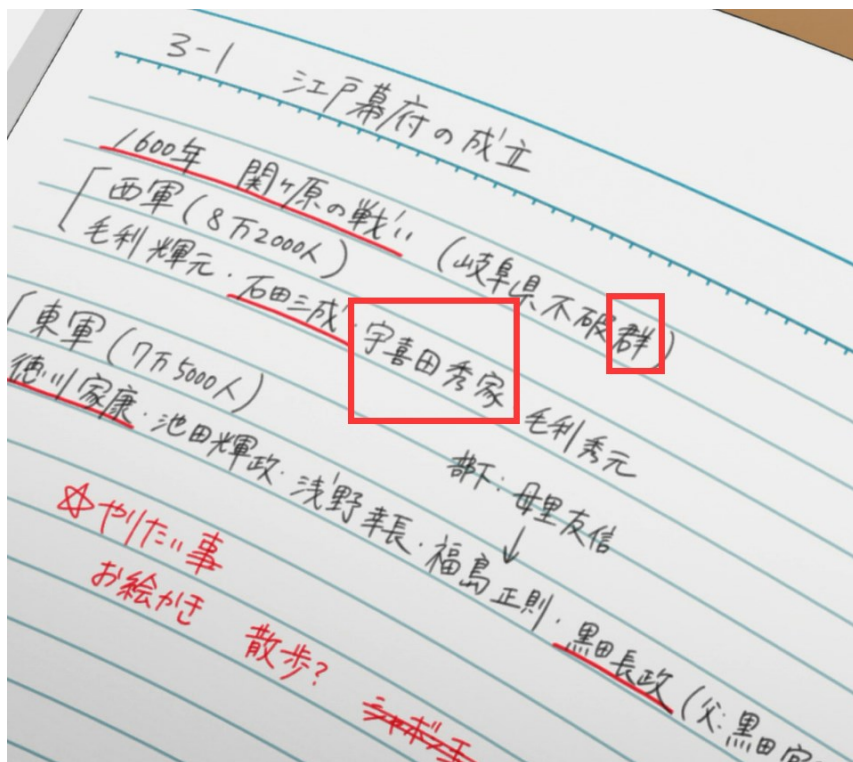 3-1 江戸幕府の成立
1600年 関ヶ原の戦い (岐阜県不破群)
「西軍(8万2000人)
毛利輝元・石田三成・宇喜田秀家 毛利秀元
「東軍(7万5000人)
部下:母里友信
↓
徳川家康・池田輝政・浅野幸長・福島正則・黒田長政(父:黒田官
☆やりたい事
お絵かき 散歩?